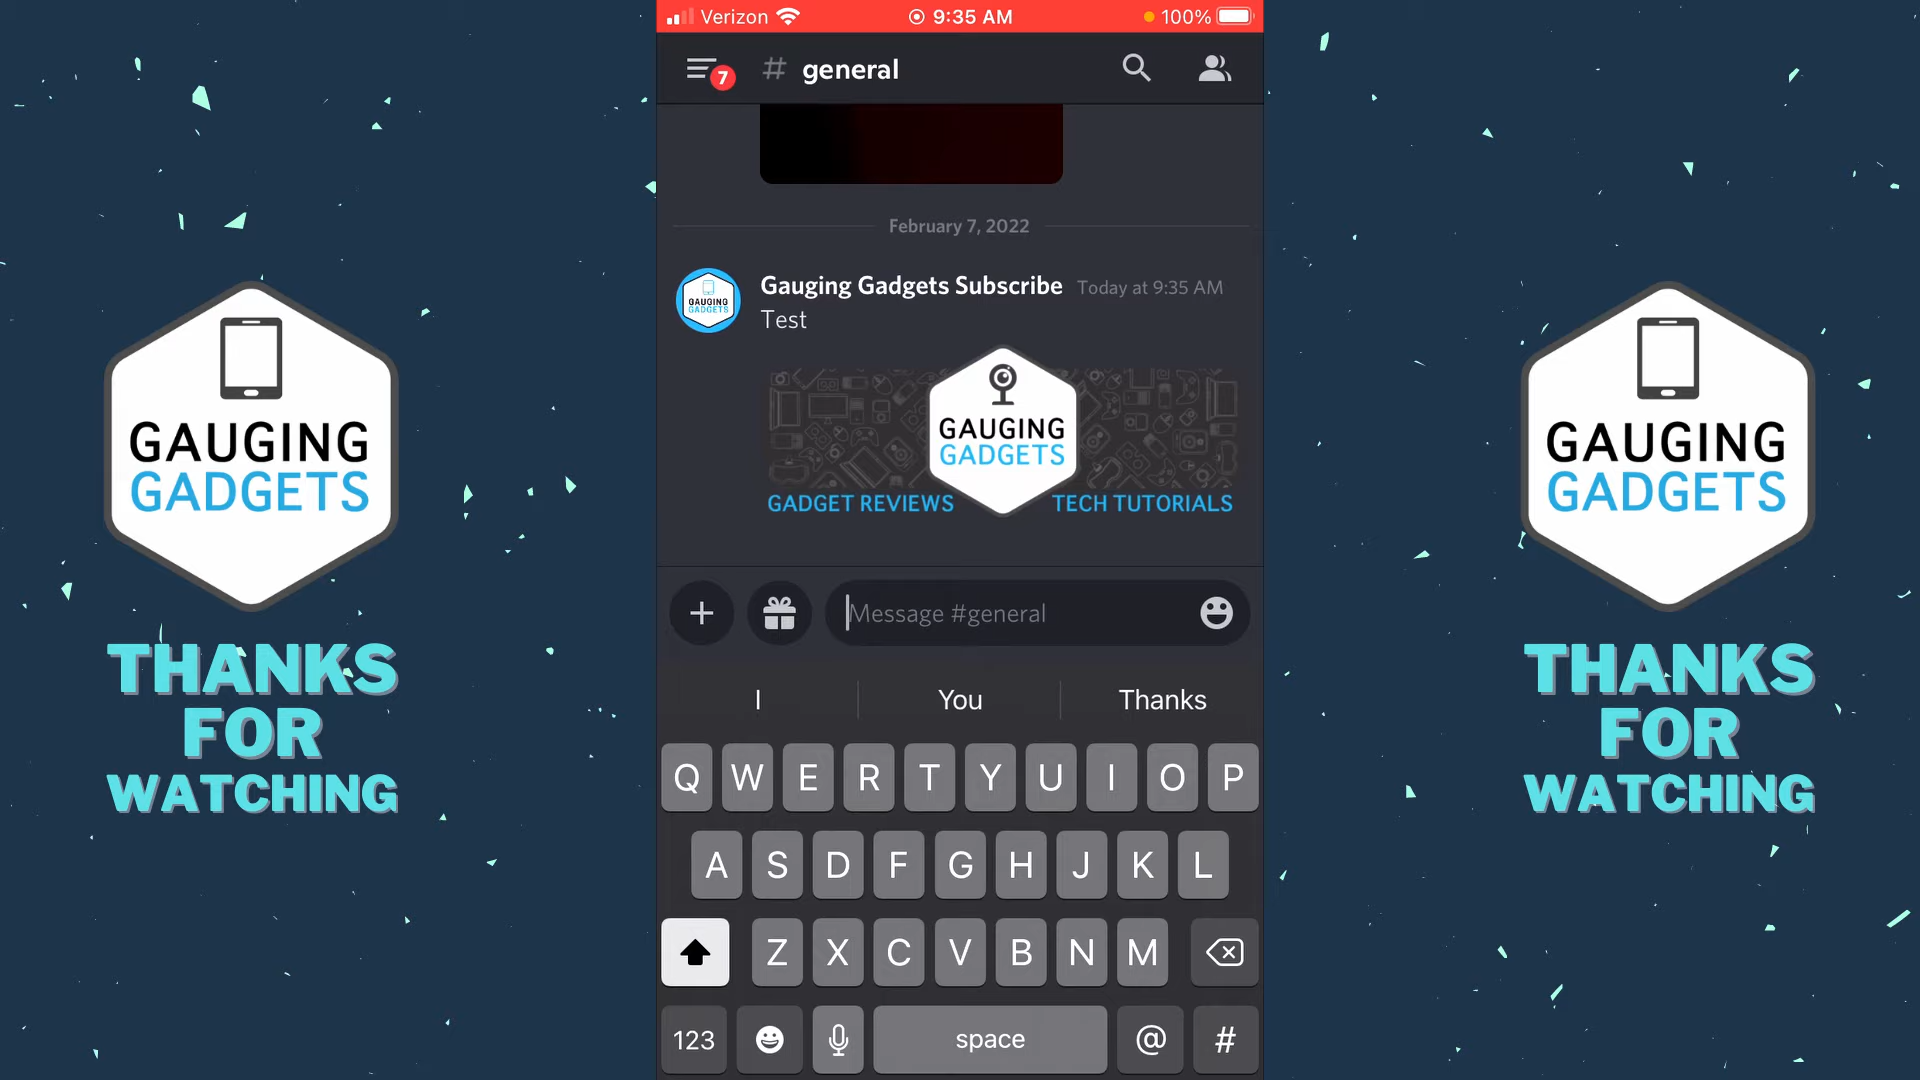 Verizon 9:35 AM 100%
7 # general
February 7, 2022
Gauging Gadgets Subscribe Today at 9:35 AM
GAUGING
GADGETS
Test
GAUGING
GADGETS
GADGET REVIEWS TECH TUTORIALS
Message #general
I You Thanks
Q W E R T Y U I O P
A S D F G H J K L
Z X C V B N M
123 space @ #
GAUGING
GADGETS
THANKS
FOR
WATCHING
GAUGING
GADGETS
THANKS
FOR
WATCHING